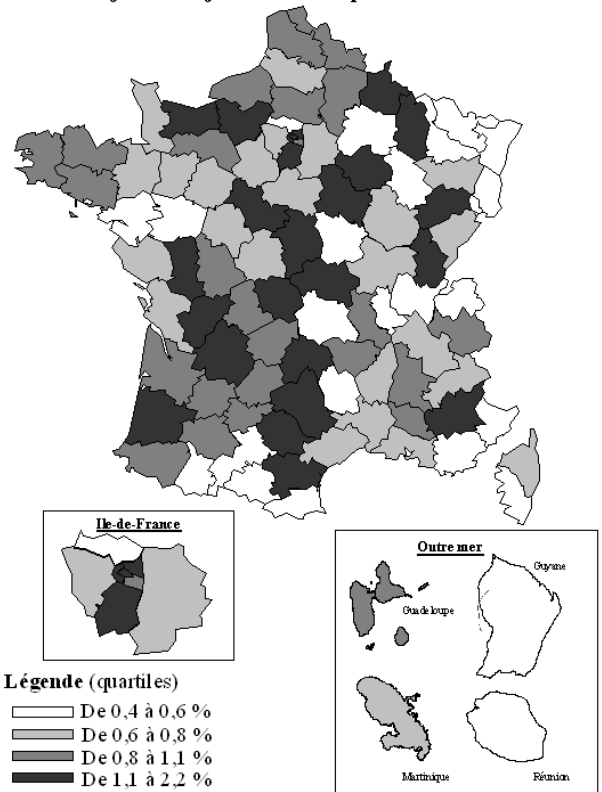 Ile-de-France
Outre mer
Guyane
Guadeloupe
Martinique
Réunion
Légende (quartiles)
De 0,4 à 0,6 %
De 0,6 à 0,8 %
De 0,8 à 1,1 %
De 1,1 à 2,2 %